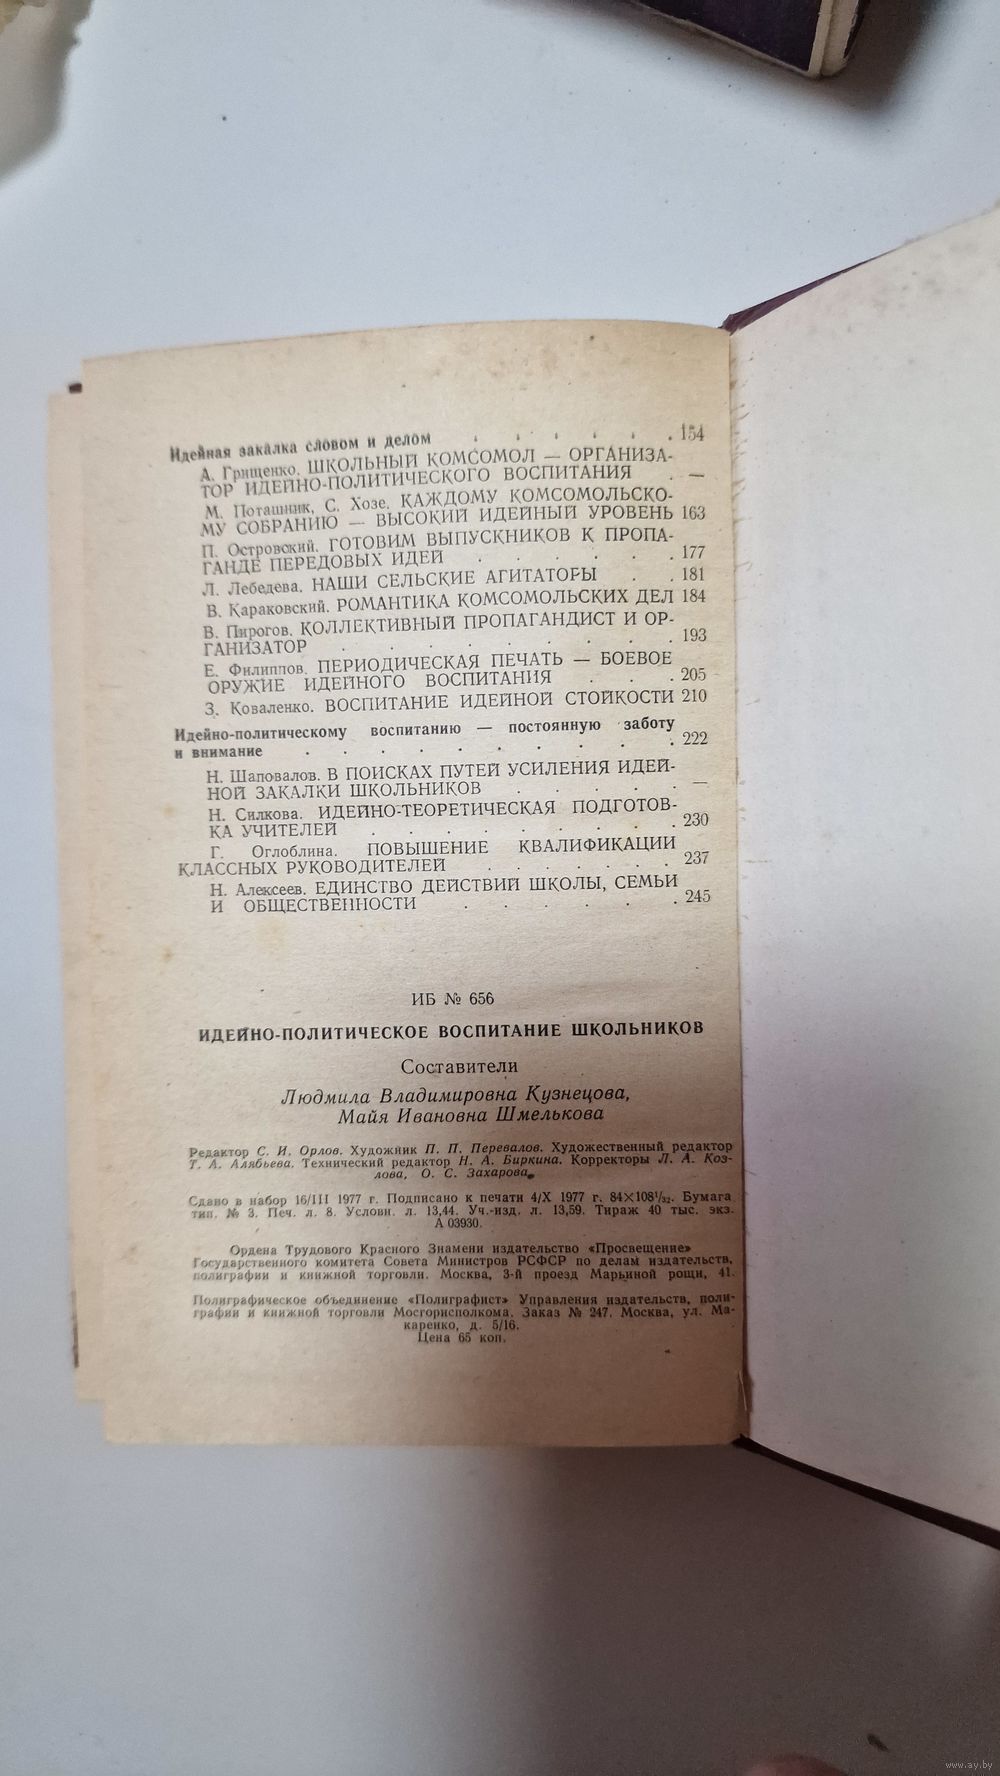 Идейная закалка словом и делом . . . . . . 154
А. Грищенко. ШКОЛЬНЫЙ КОМСОМОЛ — ОРГАНИЗА-
ТОР ИДЕЙНО-ПОЛИТИЧЕСКОГО ВОСПИТАНИЯ . —
М. Поташник, С. Хозе. КАЖДОМУ КОМСОМОЛЬСКО-
МУ СОБРАНИЮ — ВЫСОКИЙ ИДЕЙНЫЙ УРОВЕНЬ 163
П. Островский. ГОТОВИМ ВЫПУСКНИКОВ К ПРОПА-
ГАНДЕ ПЕРЕДОВЫХ ИДЕЙ . . . . . . 177
Л. Лебедева. НАШИ СЕЛЬСКИЕ АГИТАТОРЫ . . 181
В. Караковский. РОМАНТИКА КОМСОМОЛЬСКИХ ДЕЛ 184
В. Пирогов. КОЛЛЕКТИВНЫЙ ПРОПАГАНДИСТ И ОР-
ГАНИЗАТОР . . . . . . . . . 193
Е. Филиппов. ПЕРИОДИЧЕСКАЯ ПЕЧАТЬ — БОЕВОЕ
ОРУЖИЕ ИДЕЙНОГО ВОСПИТАНИЯ . . . 205
З. Коваленко. ВОСПИТАНИЕ ИДЕЙНОЙ СТОЙКОСТИ 210
Идейно-политическому воспитанию — постоянную заботу
и внимание . . . . . . . . . . 222
Н. Шаповалов. В ПОИСКАХ ПУТЕЙ УСИЛЕНИЯ ИДЕЙ-
НОЙ ЗАКАЛКИ ШКОЛЬНИКОВ . . . . . —
Н. Силкова. ИДЕЙНО-ТЕОРЕТИЧЕСКАЯ ПОДГОТОВ-
КА УЧИТЕЛЕЙ . . . . . . . . . 230
Г. Оглоблина. ПОВЫШЕНИЕ КВАЛИФИКАЦИИ
КЛАССНЫХ РУКОВОДИТЕЛЕЙ . . . . . . 237
Н. Алексеев. ЕДИНСТВО ДЕЙСТВИЙ ШКОЛЫ, СЕМЬИ
И ОБЩЕСТВЕННОСТИ . . . . . . 245
ИБ № 656
ИДЕЙНО-ПОЛИТИЧЕСКОЕ ВОСПИТАНИЕ ШКОЛЬНИКОВ
Составители
Людмила Владимировна Кузнецова,
Майя Ивановна Шмелькова
Редактор С. И. Орлов. Художник П. П. Перевалов. Художественный редактор
Т. А. Алябьева. Технический редактор Н. А. Биркина. Корректоры Л. А. Коз-
лова, О. С. Захарова.
Сдано в набор 16/III 1977 г. Подписано к печати 4/X 1977 г. 84×108¹/₃₂. Бумага
тип. № 3. Печ. л. 8. Условн. л. 13,44. Уч.-изд. л. 13,59. Тираж 40 тыс. экз.
А 03930.
Ордена Трудового Красного Знамени издательство «Просвещение»
Государственного комитета Совета Министров РСФСР по делам издательств,
полиграфии и книжной торговли. Москва, 3-й проезд Марьиной рощи, 41.
Полиграфическое объединение «Полиграфист» Управления издательств, поли-
графии и книжной торговли Мосгорисполкома. Заказ № 247. Москва, ул. Ма-
каренко, д. 5/16.
Цена 65 коп.
www.ay.by